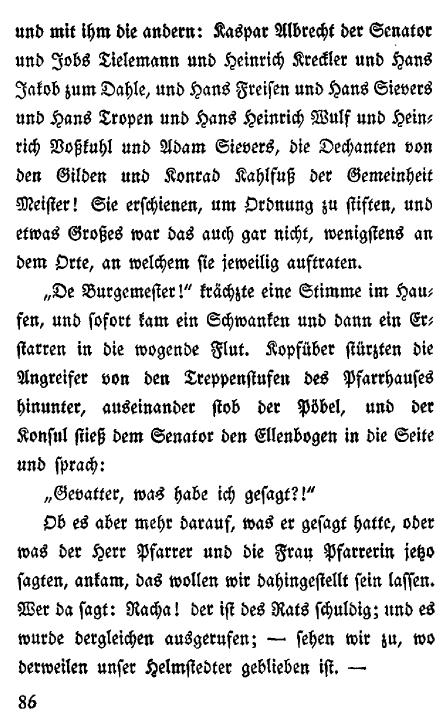 und mit ihm die andern: Kaspar Albrecht der Senator
und Jobs Tielemann und Heinrich Kreckler und Hans
Jakob zum Dahle, und Hans Freisen und Hans Sievers
und Hans Tropen und Hans Heinrich Wulf und Hein-
rich Voßkuhl und Adam Sievers, die Dechanten von
den Gilden und Konrad Kahlfuß der Gemeinheit
Meister! Sie erschienen, um Ordnung zu stiften, und
etwas Großes war das auch gar nicht, wenigstens an
dem Orte, an welchem sie jeweilig auftraten.
„De Burgemester!“ krächzte eine Stimme im Hau-
fen, und sofort kam ein Schwanken und dann ein Er-
starren in die wogende Flut. Kopfüber stürzten die
Angreifer von den Treppenstufen des Pfarrhauses
hinunter, auseinander stob der Pöbel, und der
Konsul stieß dem Senator den Ellenbogen in die Seite
und sprach:
„Gevatter, was habe ich gesagt?!“
Ob es aber mehr darauf, was er gesagt hatte, oder
was der Herr Pfarrer und die Frau Pfarrerin jetzo
sagten, ankam, das wollen wir dahingestellt sein lassen.
Wer da sagt: Racha! der ist des Rats schuldig; und es
wurde dergleichen ausgerufen; — sehen wir zu, wo
derweilen unser Helmstedter geblieben ist. —
86